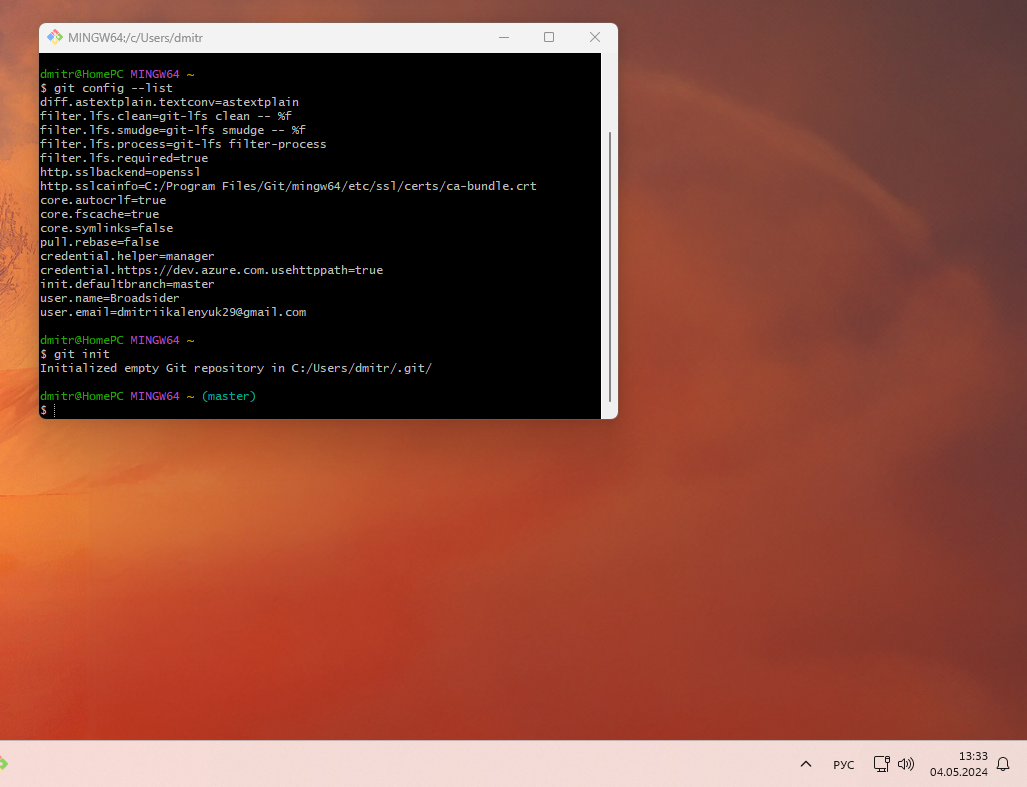 MINGW64:/c/Users/dmitr
dmitr@HomePC MINGW64 ~
$ git config --list
diff.astextplain.textconv=astextplain
filter.lfs.clean=git-lfs clean -- %f
filter.lfs.smudge=git-lfs smudge -- %f
filter.lfs.process=git-lfs filter-process
filter.lfs.required=true
http.sslbackend=openssl
http.sslcainfo=C:/Program Files/Git/mingw64/etc/ssl/certs/ca-bundle.crt
core.autocrlf=true
core.fscache=true
core.symlinks=false
pull.rebase=false
credential.helper=manager
credential.https://dev.azure.com.usehttppath=true
init.defaultbranch=master
user.name=Broadsider
user.email=dmitriikalenyuk29@gmail.com
dmitr@HomePC MINGW64 ~
$ git init
Initialized empty Git repository in C:/Users/dmitr/.git/
dmitr@HomePC MINGW64 ~ (master)
$
РУС
13:33
04.05.2024